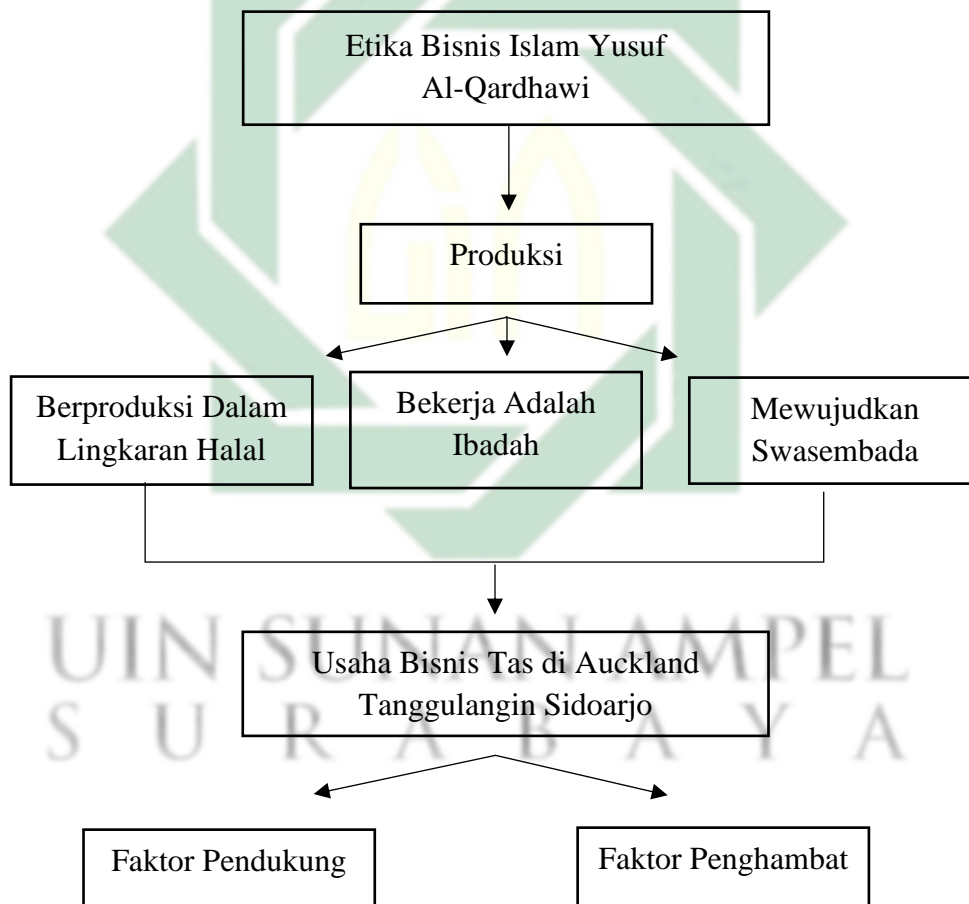 Etika Bisnis Islam Yusuf
Al-Qardhawi
Produksi
Berproduksi Dalam
Lingkaran Halal
Bekerja Adalah
Ibadah
Mewujudkan
Swasembada
UIN SUNAN AMPEL
SURABAYA
Usaha Bisnis Tas di Auckland
Tanggulangin Sidoarjo
Faktor Pendukung
Faktor Penghambat